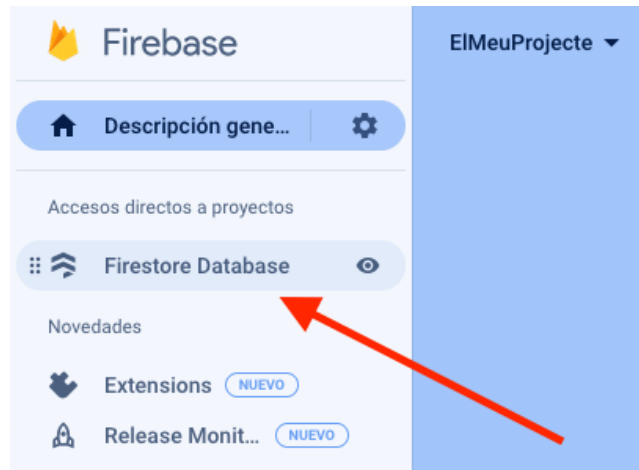 Firebase
ElMeuProjecte
Descripción gene...
Accesos directos a proyectos
Firestore Database
Novedades
Extensions NUEVO
Release Monit... NUEVO